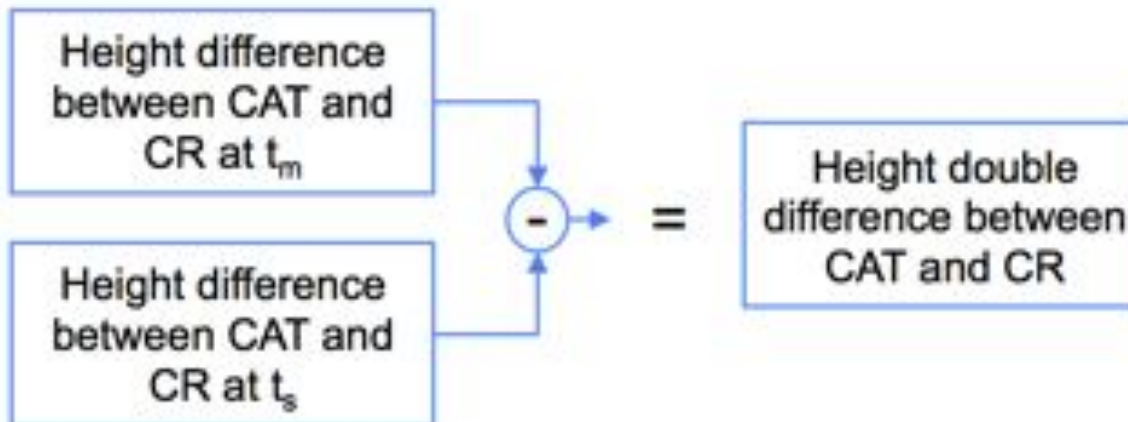 Height difference
between CAT and
CR at tₘ
-
=
Height double
difference between
CAT and CR
Height difference
between CAT and
CR at tₛ